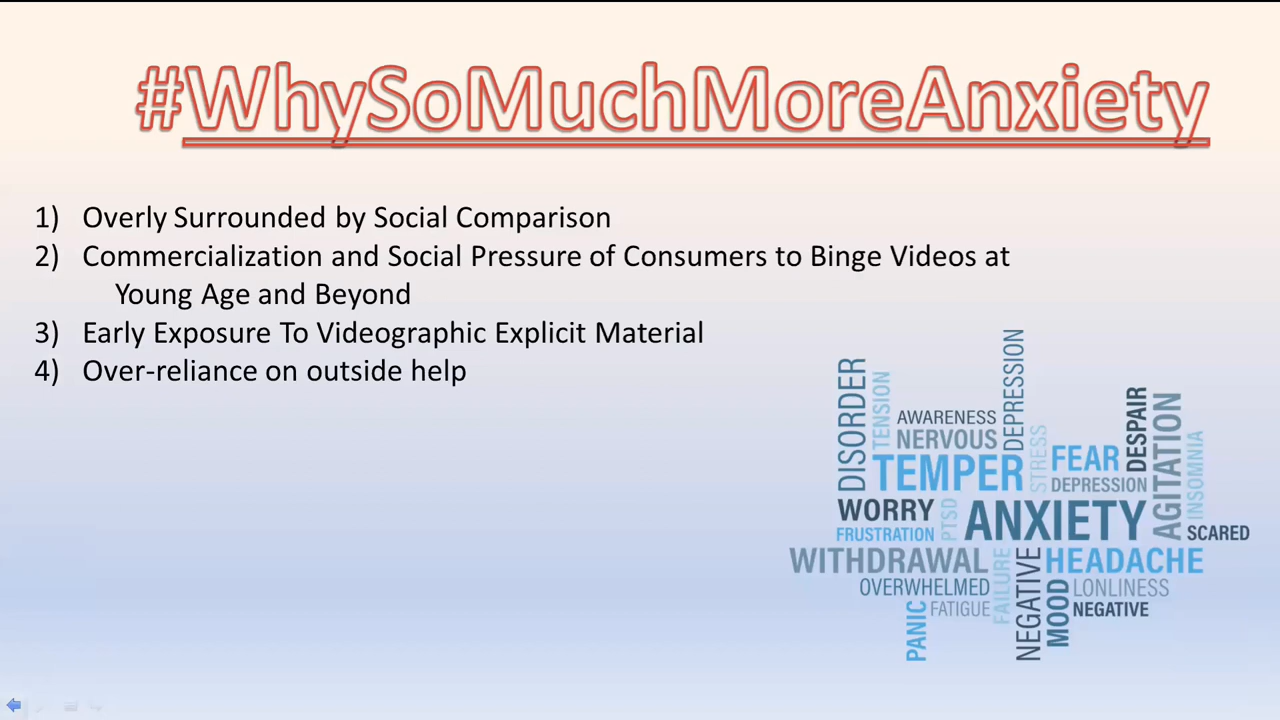 #WhySoMuchMoreAnxiety
1) Overly Surrounded by Social Comparison
2) Commercialization and Social Pressure of Consumers to Binge Videos at
Young Age and Beyond
3) Early Exposure To Videographic Explicit Material
4) Over-reliance on outside help
DISORDER
TENSION
AWARENESS
NERVOUS
DEPRESSION
TEMPER
STRESS
FEAR
DEPRESSION
DESPAIR
AGITATION
INSOMNIA
WORRY
FRUSTRATION
PTSD
ANXIETY
SCARED
WITHDRAWAL
OVERWHELMED
FATIGUE
PANIC
FAILURE
NEGATIVE
HEADACHE
MOOD
LONLINESS
NEGATIVE